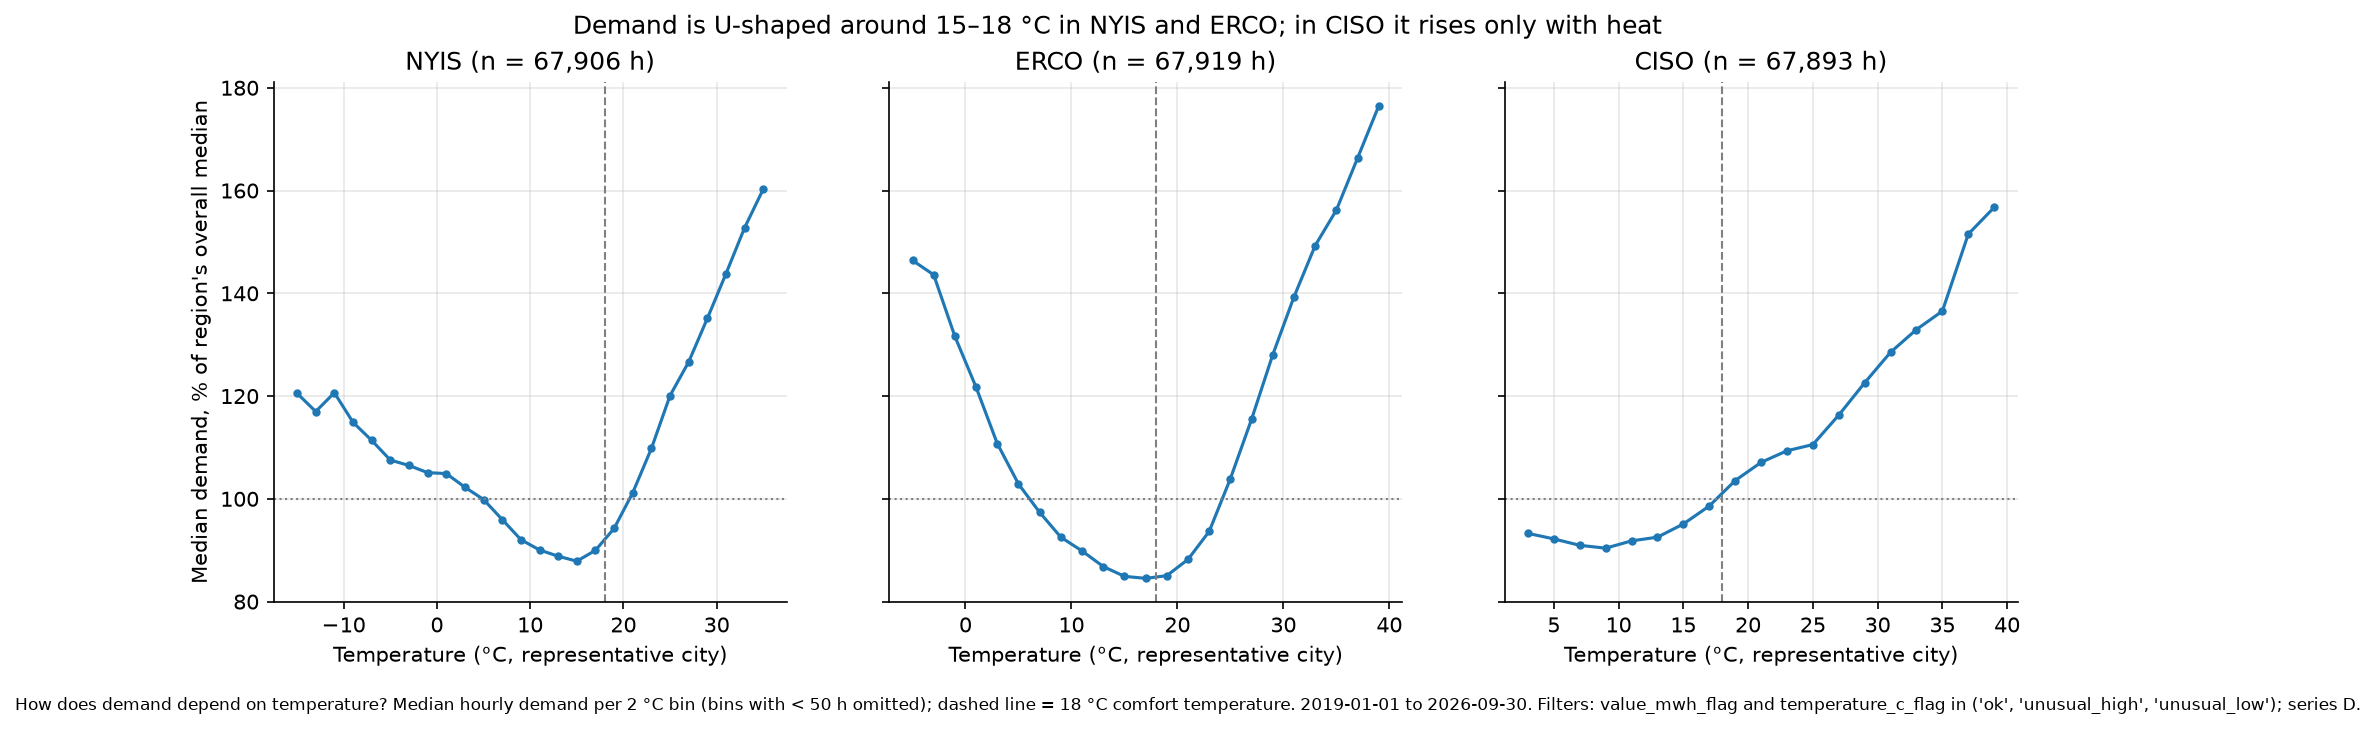 Demand is U-shaped around 15–18 °C in NYIS and ERCO; in CISO it rises only with heat
NYIS (n = 67,906 h)
ERCO (n = 67,919 h)
CISO (n = 67,893 h)
Median demand, % of region's overall median
180
160
140
120
100
80
−10 0 10 20 30
0 10 20 30 40
5 10 15 20 25 30 35 40
Temperature (°C, representative city)
Temperature (°C, representative city)
Temperature (°C, representative city)
How does demand depend on temperature? Median hourly demand per 2 °C bin (bins with < 50 h omitted); dashed line = 18 °C comfort temperature. 2019-01-01 to 2026-09-30. Filters: value_mwh_flag and temperature_c_flag in ('ok', 'unusual_high', 'unusual_low'); series D.